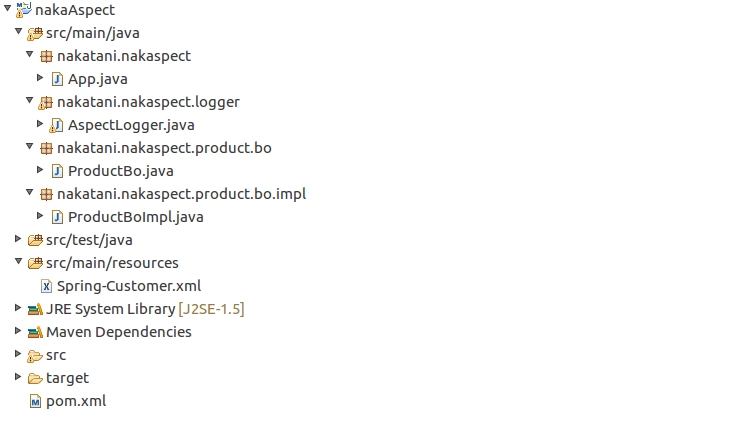 nakaAspect
src/main/java
nakatani.nakaspect
App.java
nakatani.nakaspect.logger
AspectLogger.java
nakatani.nakaspect.product.bo
ProductBo.java
nakatani.nakaspect.product.bo.impl
ProductBoImpl.java
src/test/java
src/main/resources
Spring-Customer.xml
JRE System Library [J2SE-1.5]
Maven Dependencies
src
target
pom.xml